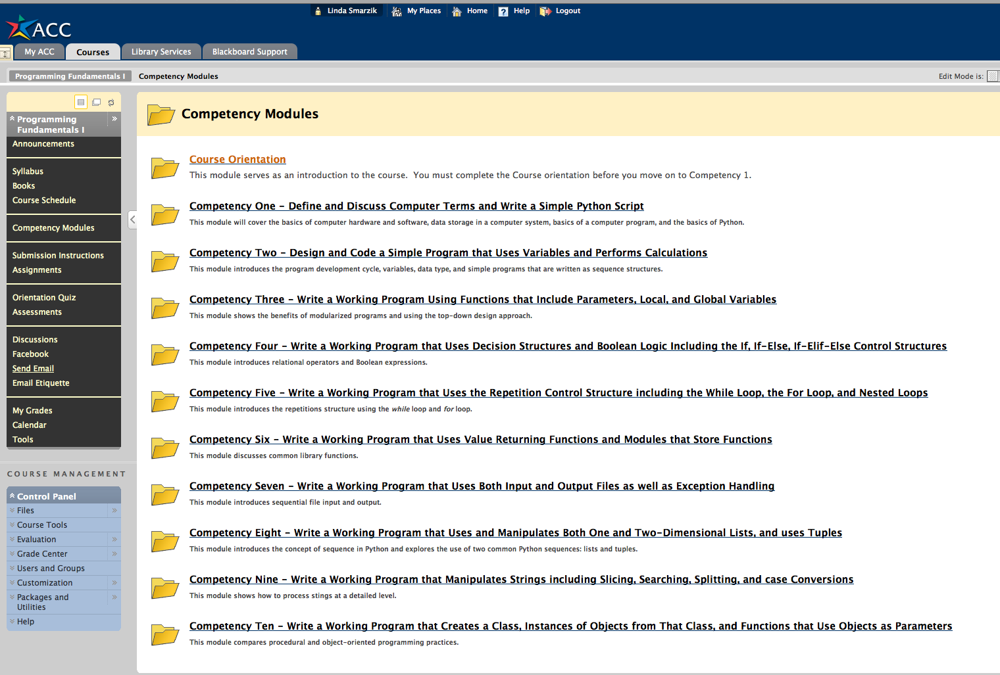 Linda Smarzik My Places Home ? Help Logout
ACC
My ACC Courses Library Services Blackboard Support
Programming Fundamentals I Competency Modules Edit Mode is:
Programming
Fundamentals I
Announcements
Syllabus
Books
Course Schedule
Competency Modules
Submission Instructions
Assignments
Orientation Quiz
Assessments
Discussions
Facebook
Send Email
Email Etiquette
My Grades
Calendar
Tools
COURSE MANAGEMENT
Control Panel
Files
Course Tools
Evaluation
Grade Center
Users and Groups
Customization
Packages and
Utilities
Help
Competency Modules
Course Orientation
This module serves as an introduction to the course. You must complete the Course orientation before you move on to Competency 1.
Competency One - Define and Discuss Computer Terms and Write a Simple Python Script
This module will cover the basics of computer hardware and software, data storage in a computer system, basics of a computer program, and the basics of Python.
Competency Two - Design and Code a Simple Program that Uses Variables and Performs Calculations
This module introduces the program development cycle, variables, data type, and simple programs that are written as sequence structures.
Competency Three - Write a Working Program Using Functions that Include Parameters, Local, and Global Variables
This module shows the benefits of modularized programs and using the top-down design approach.
Competency Four - Write a Working Program that Uses Decision Structures and Boolean Logic Including the If, If-Else, If-Elif-Else Control Structures
This module introduces relational operators and Boolean expressions.
Competency Five - Write a Working Program that Uses the Repetition Control Structure including the While Loop, the For Loop, and Nested Loops
This module introduces the repetitions structure using the while loop and for loop.
Competency Six - Write a Working Program that Uses Value Returning Functions and Modules that Store Functions
This module discusses common library functions.
Competency Seven - Write a Working Program that Uses Both Input and Output Files as well as Exception Handling
This module introduces sequential file input and output.
Competency Eight - Write a Working Program that Uses and Manipulates Both One and Two-Dimensional Lists, and uses Tuples
This module introduces the concept of sequence in Python and explores the use of two common Python sequences: lists and tuples.
Competency Nine - Write a Working Program that Manipulates Strings including Slicing, Searching, Splitting, and case Conversions
This module shows how to process stings at a detailed level.
Competency Ten - Write a Working Program that Creates a Class, Instances of Objects from That Class, and Functions that Use Objects as Parameters
This module compares procedural and object-oriented programming practices.